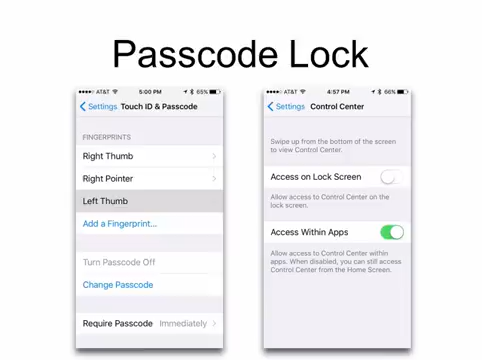 Passcode Lock
AT&T 5:00 PM 65%
Settings Touch ID & Passcode
FINGERPRINTS
Right Thumb
Right Pointer
Left Thumb
Add a Fingerprint...
Turn Passcode Off
Change Passcode
Require Passcode Immediately
AT&T 4:57 PM 66%
Settings Control Center
Swipe up from the bottom of the screen
to view Control Center.
Access on Lock Screen
Allow access to Control Center on the
lock screen.
Access Within Apps
Allow access to Control Center within
apps. When disabled, you can still access
Control Center from the Home Screen.